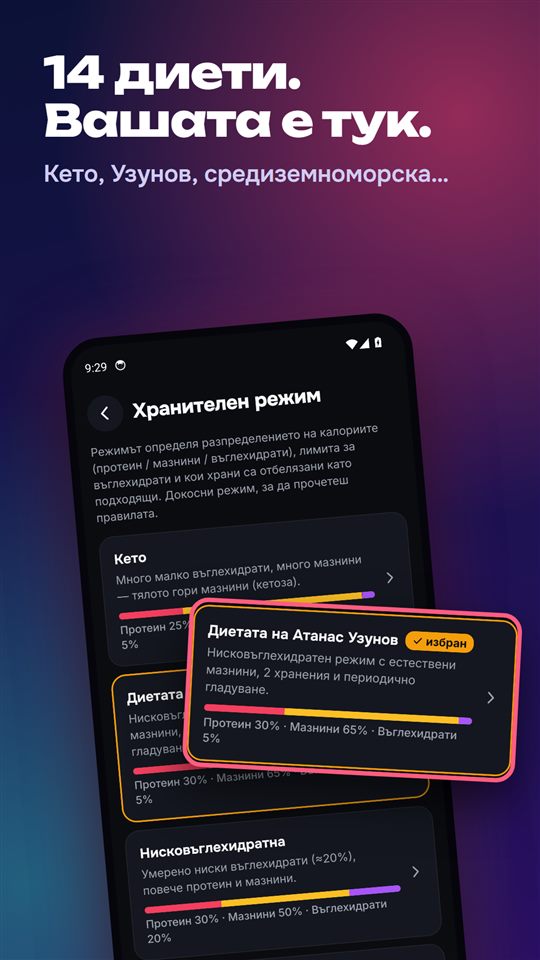 14 диети.
Вашата е тук.
Кето, Узунов, средиземноморска...
9:29
Хранителен режим
Режимът определя разпределението на калориите
(протеин / мазнини / въглехидрати), лимита за
въглехидрати и кои храни са отбелязани като
подходящи. Докосни режим, за да прочетеш
правилата.
Кето
Много малко въглехидрати, много мазнини
— тялото гори мазнини (кетоза).
Протеин 25%
5%
Диетата на Атанас Узунов
избран
Нисковъглехидратен режим с естествени
мазнини, 2 хранения и периодично
гладуване.
Протеин 30% · Мазнини 65% · Въглехидрати
5%
Диетата
Нисковъгл
мазнини,
гладуван
Протеин 30% · Мазнини 65%
5%
Нисковъглехидратна
Умерено ниски въглехидрати (≈20%),
повече протеин и мазнини.
Протеин 30% · Мазнини 50% · Въглехидрати
20%